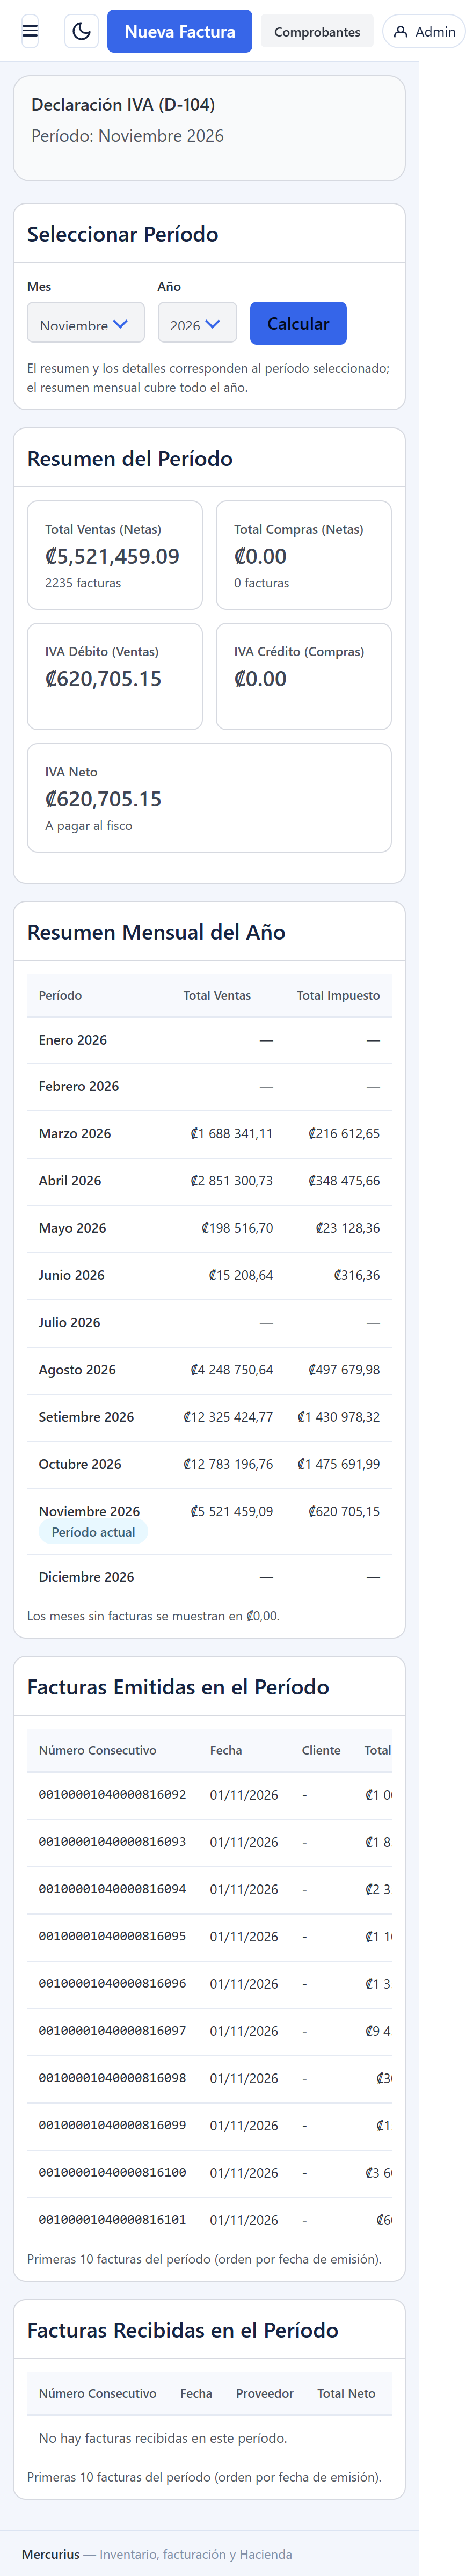 Nueva Factura
Comprobantes
Admin
Declaración IVA (D-104)
Período: Noviembre 2026
Seleccionar Período
Mes
Año
Noviembre
2026
Calcular
El resumen y los detalles corresponden al período seleccionado;
el resumen mensual cubre todo el año.
Resumen del Período
Total Ventas (Netas)
₡5,521,459.09
2235 facturas
Total Compras (Netas)
₡0.00
0 facturas
IVA Débito (Ventas)
₡620,705.15
IVA Crédito (Compras)
₡0.00
IVA Neto
₡620,705.15
A pagar al fisco
Resumen Mensual del Año
Período Total Ventas Total Impuesto
Enero 2026 — —
Febrero 2026 — —
Marzo 2026 ₡1 688 341,11 ₡216 612,65
Abril 2026 ₡2 851 300,73 ₡348 475,66
Mayo 2026 ₡198 516,70 ₡23 128,36
Junio 2026 ₡15 208,64 ₡316,36
Julio 2026 — —
Agosto 2026 ₡4 248 750,64 ₡497 679,98
Setiembre 2026 ₡12 325 424,77 ₡1 430 978,32
Octubre 2026 ₡12 783 196,76 ₡1 475 691,99
Noviembre 2026 ₡5 521 459,09 ₡620 705,15
Período actual
Diciembre 2026 — —
Los meses sin facturas se muestran en ₡0,00.
Facturas Emitidas en el Período
Número Consecutivo Fecha Cliente Total
00100001040000816092 01/11/2026 -
00100001040000816093 01/11/2026 -
00100001040000816094 01/11/2026 -
00100001040000816095 01/11/2026 -
00100001040000816096 01/11/2026 -
00100001040000816097 01/11/2026 -
00100001040000816098 01/11/2026 -
00100001040000816099 01/11/2026 -
00100001040000816100 01/11/2026 -
00100001040000816101 01/11/2026 -
Primeras 10 facturas del período (orden por fecha de emisión).
Facturas Recibidas en el Período
Número Consecutivo Fecha Proveedor Total Neto
No hay facturas recibidas en este período.
Primeras 10 facturas del período (orden por fecha de emisión).
Mercurius — Inventario, facturación y Hacienda